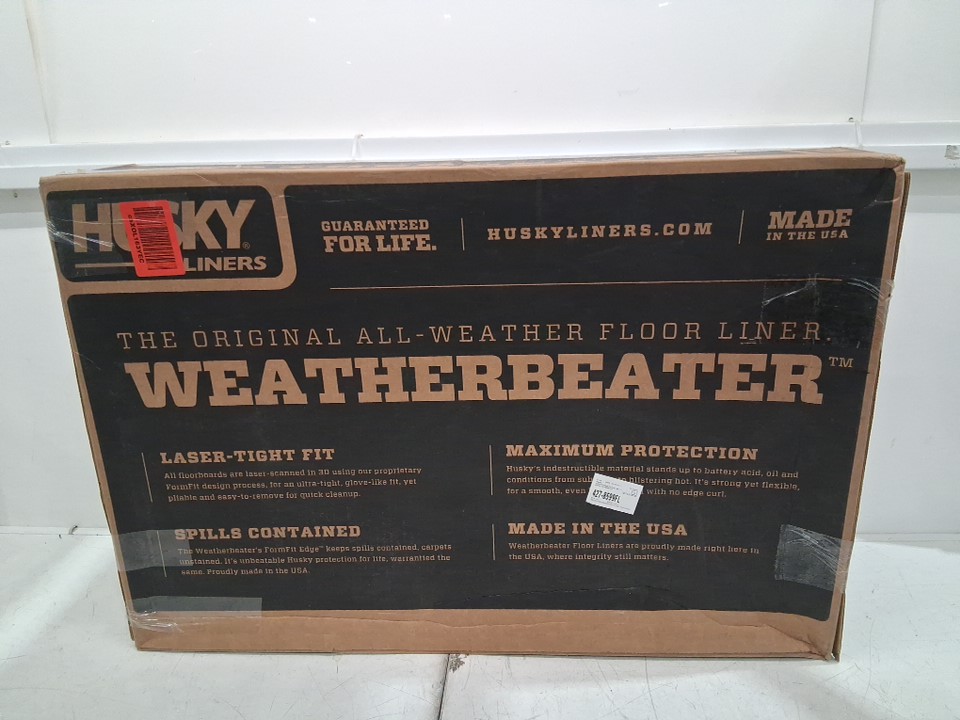 HUSKY®
LINERS
GUARANTEED
FOR LIFE.
HUSKYLINERS.COM
MADE
IN THE USA
THE ORIGINAL ALL-WEATHER FLOOR LINER.
WEATHERBEATER™
LASER-TIGHT FIT
All floorboards are laser-scanned in 3D using our proprietary
FormFit design process, for an ultra-tight, glove-like fit, yet
pliable and easy-to-remove for quick cleanup.
MAXIMUM PROTECTION
Husky's indestructible material stands up to battery acid, oil and
conditions from blistering hot. It's strong yet flexible,
for a smooth, even with no edge curl.
427-8599FL
SPILLS CONTAINED
The Weatherbeater's FormFit Edge™ keeps spills contained, carpets
unstained. It's unbeatable Husky protection for life, warrantied the
same. Proudly made in the USA.
MADE IN THE USA
Weatherbeater Floor Liners are proudly made right here in
the USA, where integrity still matters.